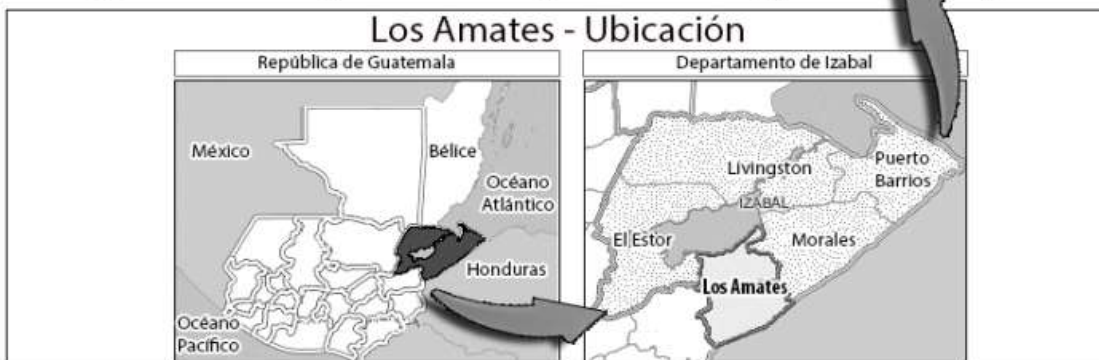 Los Amates - Ubicación
República de Guatemala
Departamento de Izabal
México
Bélice
Océano
Atlántico
Honduras
Océano
Pacífico
Livingston
Puerto
Barrios
IZABAL
El Estor
Morales
Los Amates